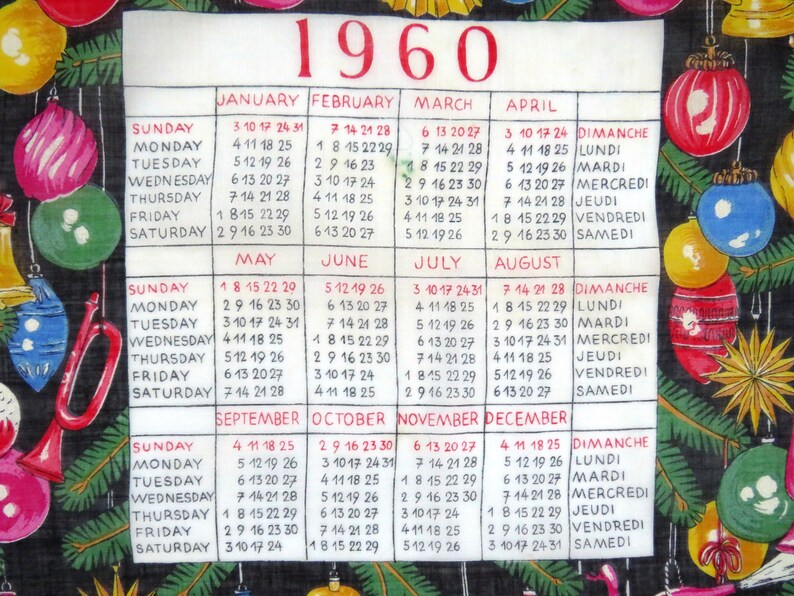 1960
JANUARY FEBRUARY MARCH APRIL
SUNDAY 3 10 17 24 31 7 14 21 28 6 13 20 27 3 10 17 24 DIMANCHE
MONDAY 4 11 18 25 1 8 15 22 29 7 14 21 28 4 11 18 25 LUNDI
TUESDAY 5 12 19 26 2 9 16 23 1 8 15 22 29 5 12 19 26 MARDI
WEDNESDAY 6 13 20 27 3 10 17 24 2 9 16 23 30 6 13 20 27 MERCREDI
THURSDAY 7 14 21 28 4 11 18 25 3 10 17 24 31 7 14 21 28 JEUDI
FRIDAY 1 8 15 22 29 5 12 19 26 4 11 18 25 1 8 15 22 29 VENDREDI
SATURDAY 2 9 16 23 30 6 13 20 27 5 12 19 26 2 9 16 23 30 SAMEDI
MAY JUNE JULY AUGUST
SUNDAY 1 8 15 22 29 5 12 19 26 3 10 17 24 31 7 14 21 28 DIMANCHE
MONDAY 2 9 16 23 30 6 13 20 27 4 11 18 25 1 8 15 22 29 LUNDI
TUESDAY 3 10 17 24 31 7 14 21 28 5 12 19 26 2 9 16 23 30 MARDI
WEDNESDAY 4 11 18 25 1 8 15 22 29 6 13 20 27 3 10 17 24 31 MERCREDI
THURSDAY 5 12 19 26 2 9 16 23 30 7 14 21 28 4 11 18 25 JEUDI
FRIDAY 6 13 20 27 3 10 17 24 1 8 15 22 29 5 12 19 26 VENDREDI
SATURDAY 7 14 21 28 4 11 18 25 2 9 16 23 30 6 13 20 27 SAMEDI
SEPTEMBER OCTOBER NOVEMBER DECEMBER
SUNDAY 4 11 18 25 2 9 16 23 30 6 13 20 27 4 11 18 25 DIMANCHE
MONDAY 5 12 19 26 3 10 17 24 31 7 14 21 28 5 12 19 26 LUNDI
TUESDAY 6 13 20 27 4 11 18 25 1 8 15 22 29 6 13 20 27 MARDI
WEDNESDAY 7 14 21 28 5 12 19 26 2 9 16 23 30 7 14 21 28 MERCREDI
THURSDAY 1 8 15 22 29 6 13 20 27 3 10 17 24 1 8 15 22 29 JEUDI
FRIDAY 2 9 16 23 30 7 14 21 28 4 11 18 25 2 9 16 23 30 VENDREDI
SATURDAY 3 10 17 24 1 8 15 22 29 5 12 19 26 3 10 17 24 31 SAMEDI